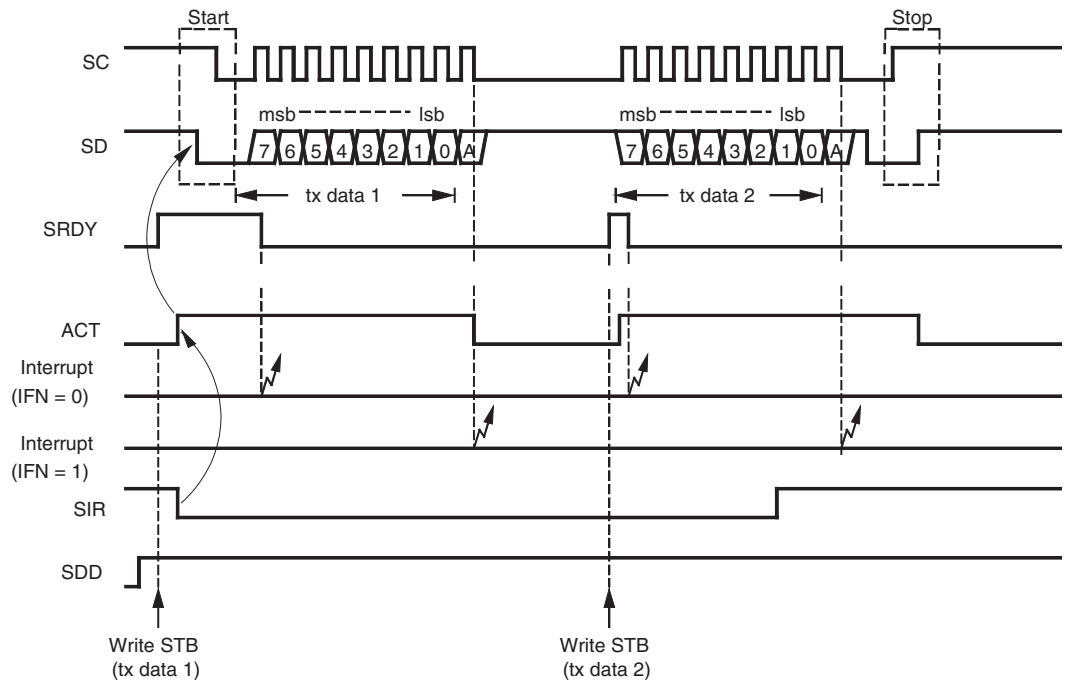 Start
Stop
SC
msb lsb
msb lsb
SD
7 6 5 4 3 2 1 0 A
7 6 5 4 3 2 1 0 A
tx data 1
tx data 2
SRDY
ACT
Interrupt
(IFN = 0)
Interrupt
(IFN = 1)
SIR
SDD
Write STB
(tx data 1)
Write STB
(tx data 2)